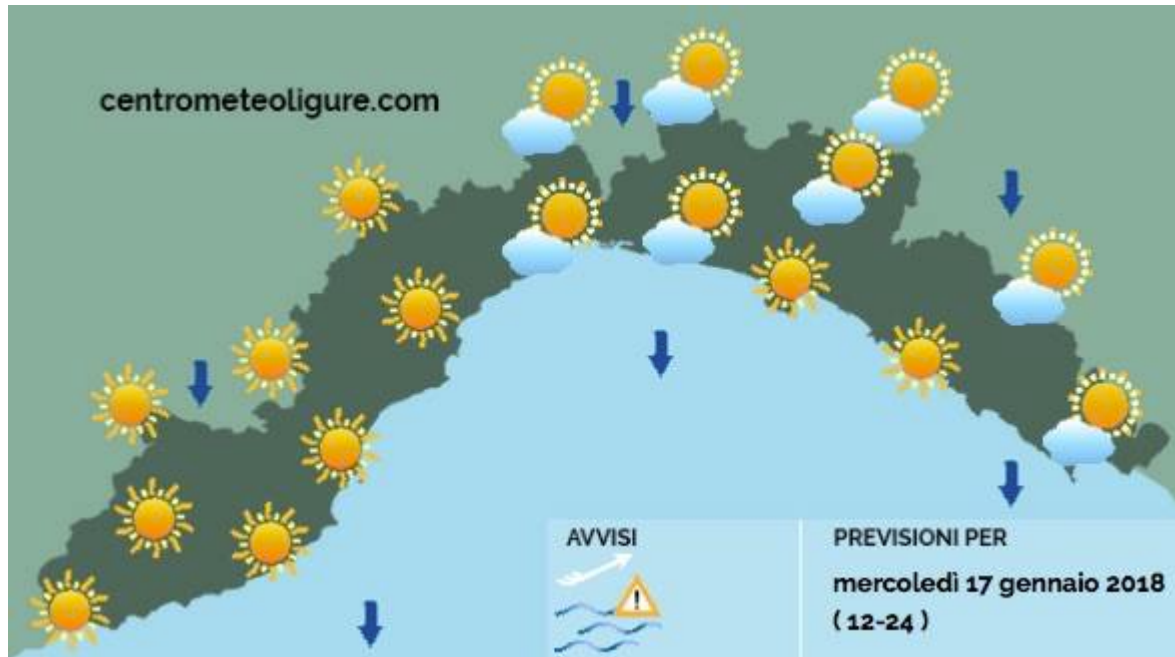 centrometeoligure.com
AVVISI
!
PREVISIONI PER
mercoledì 17 gennaio 2018
( 12-24 )